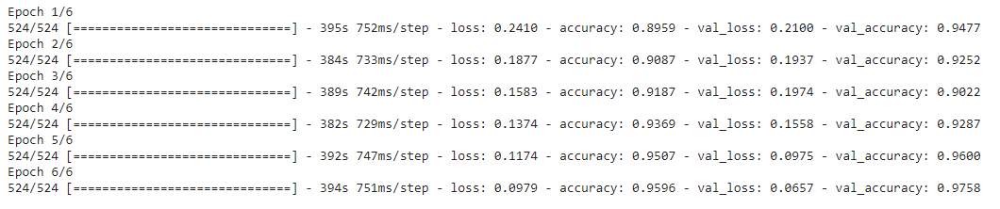 Epoch 1/6
524/524 [==============================] - 395s 752ms/step - loss: 0.2410 - accuracy: 0.8959 - val_loss: 0.2100 - val_accuracy: 0.9477
Epoch 2/6
524/524 [==============================] - 384s 733ms/step - loss: 0.1877 - accuracy: 0.9087 - val_loss: 0.1937 - val_accuracy: 0.9252
Epoch 3/6
524/524 [==============================] - 389s 742ms/step - loss: 0.1583 - accuracy: 0.9187 - val_loss: 0.1974 - val_accuracy: 0.9022
Epoch 4/6
524/524 [==============================] - 382s 729ms/step - loss: 0.1374 - accuracy: 0.9369 - val_loss: 0.1558 - val_accuracy: 0.9287
Epoch 5/6
524/524 [==============================] - 392s 747ms/step - loss: 0.1174 - accuracy: 0.9507 - val_loss: 0.0975 - val_accuracy: 0.9600
Epoch 6/6
524/524 [==============================] - 394s 751ms/step - loss: 0.0979 - accuracy: 0.9596 - val_loss: 0.0657 - val_accuracy: 0.9758